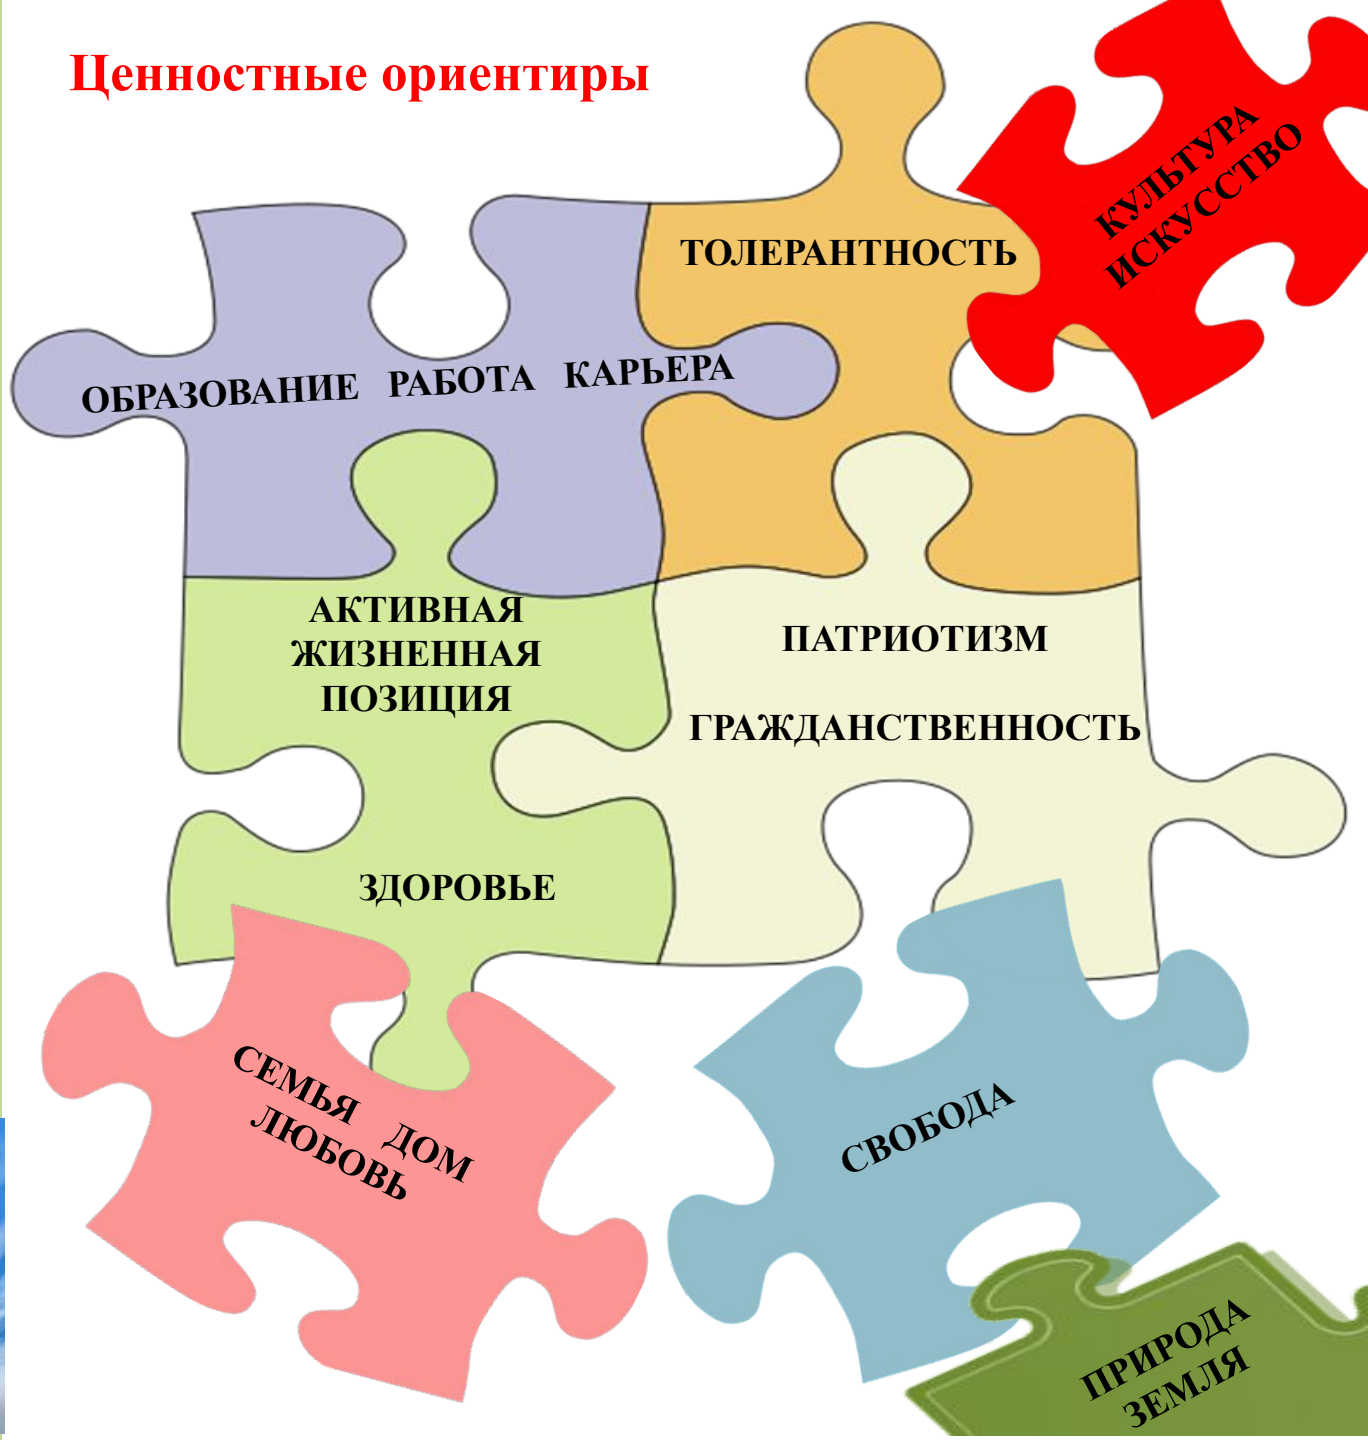 Ценностные ориентиры
КУЛЬТУРА
ИСКУССТВО
ТОЛЕРАНТНОСТЬ
ОБРАЗОВАНИЕ РАБОТА КАРЬЕРА
АКТИВНАЯ
ЖИЗНЕННАЯ
ПОЗИЦИЯ
ПАТРИОТИЗМ
ГРАЖДАНСТВЕННОСТЬ
ЗДОРОВЬЕ
СЕМЬЯ ДОМ
ЛЮБОВЬ
СВОБОДА
ПРИРОДА
ЗЕМЛЯ